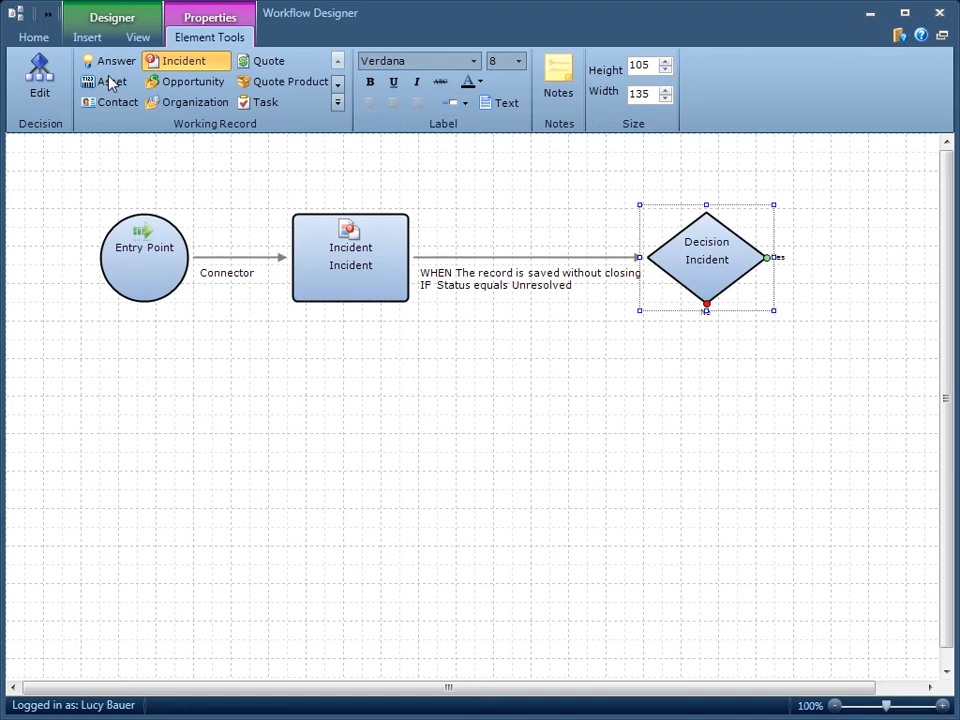 Designer
Properties
Workflow Designer
Home
Insert
View
Element Tools
Answer
Incident
Quote
Verdana
8
Height
105
Edit
Asset
Opportunity
Quote Product
B U ABC A
Notes
Width
135
Contact
Organization
Task
Text
Decision
Working Record
Label
Notes
Size
Entry Point
Connector
Incident
Incident
WHEN The record is saved without closing
IF Status equals Unresolved
Decision
Incident
Logged in as: Lucy Bauer
100%